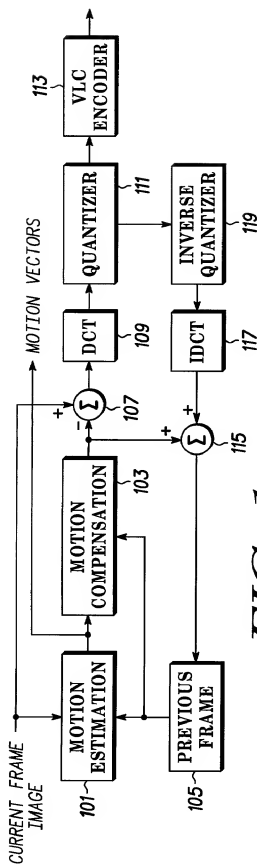 CURRENT FRAME
IMAGE
MOTION VECTORS
MOTION
ESTIMATION
101
MOTION
COMPENSATION
103
+
-
Σ
107
DCT
109
QUANTIZER
111
VLC
ENCODER
113
INVERSE
QUANTIZER
119
IDCT
117
+
+
Σ
115
PREVIOUS
FRAME
105